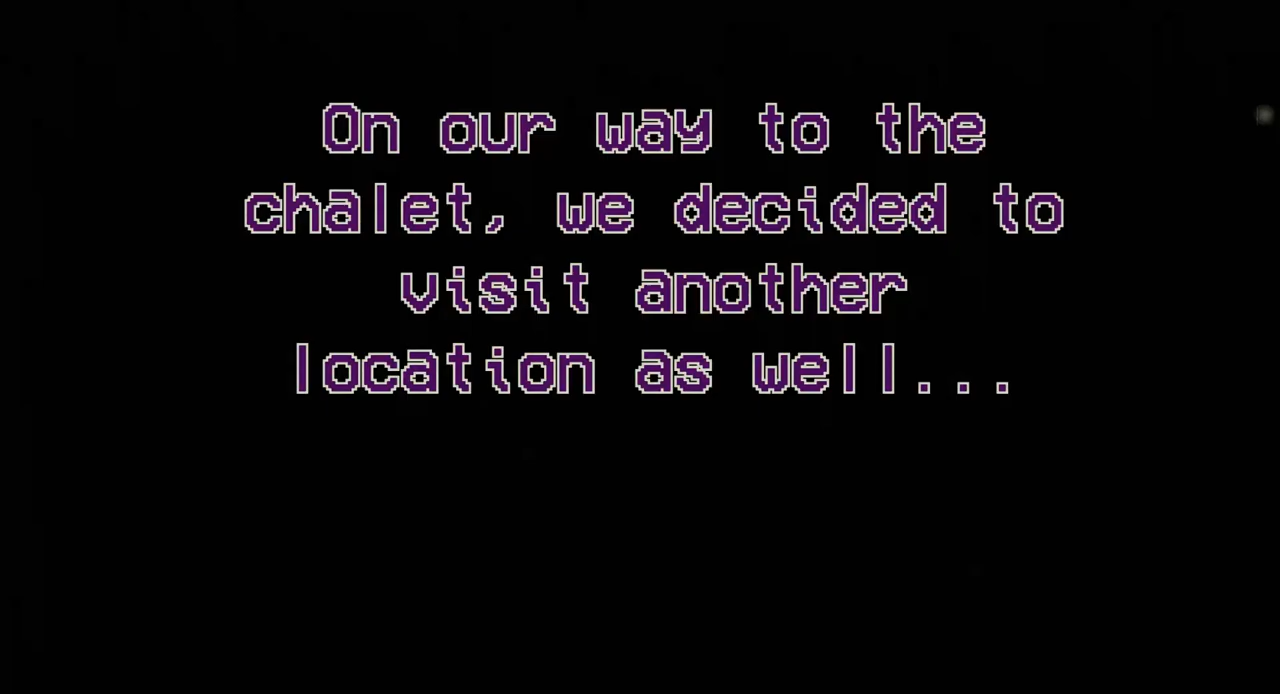 On our way to the
chalet, we decided to
visit another
location as well...